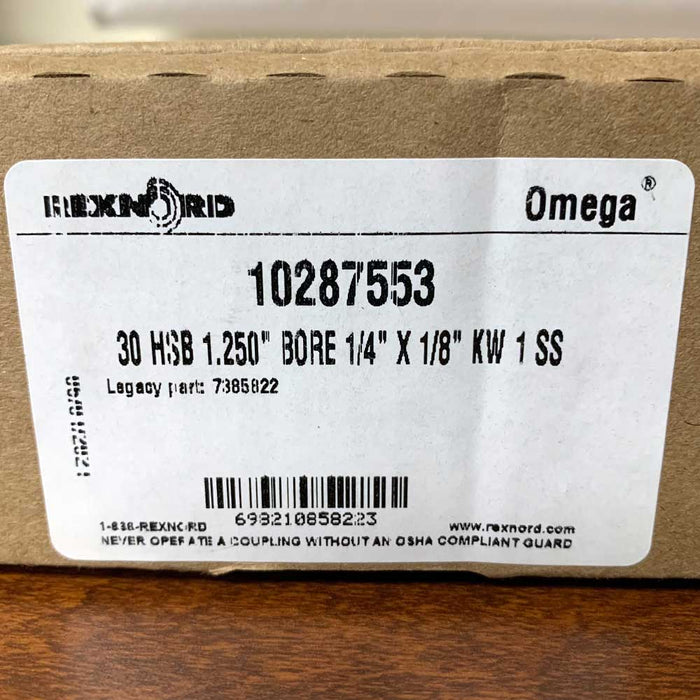 REXNORD
Omega®
10287553
30 HSB 1.250" BORE 1/4" X 1/8" KW 1 SS
Legacy part: 7385822
698210858223
1-888-REXNORD
www.rexnord.com
NEVER OPERATE A COUPLING WITHOUT AN OSHA COMPLIANT GUARD